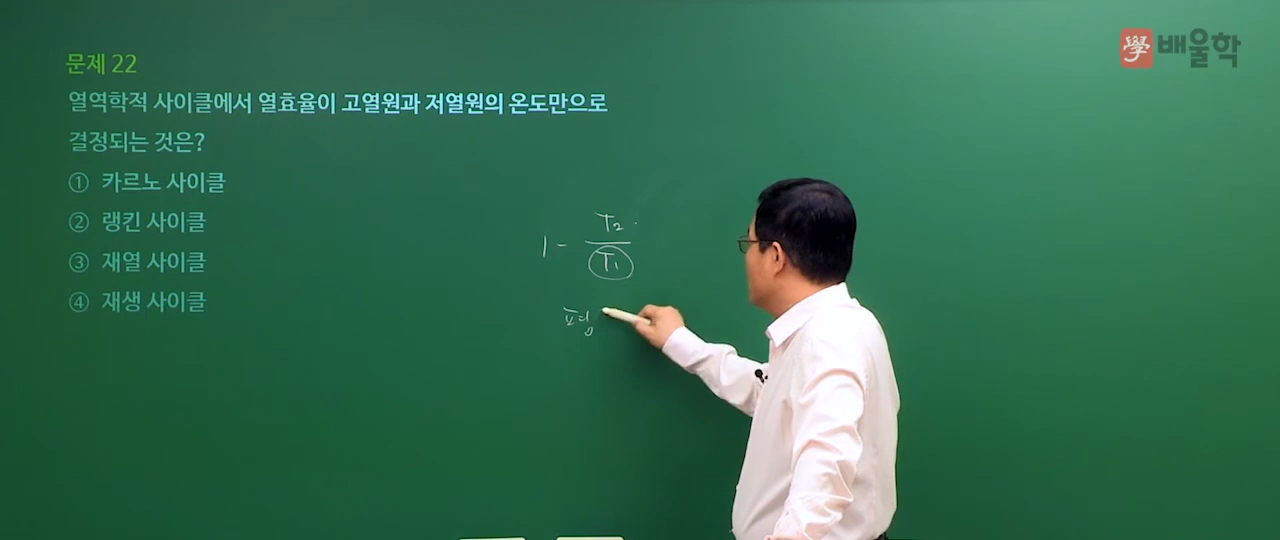 學 배울학
문제 22
열역학적 사이클에서 열효율이 고열원과 저열원의 온도만으로
결정되는 것은?
① 카르노 사이클
② 랭킨 사이클
③ 재열 사이클
④ 재생 사이클
1 - T₂/T₁
평